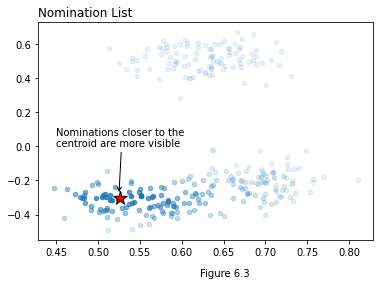 Nomination List
0.6
0.4
0.2
0.0
−0.2
−0.4
Nominations closer to the
centroid are more visible
0.45 0.50 0.55 0.60 0.65 0.70 0.75 0.80
Figure 6.3